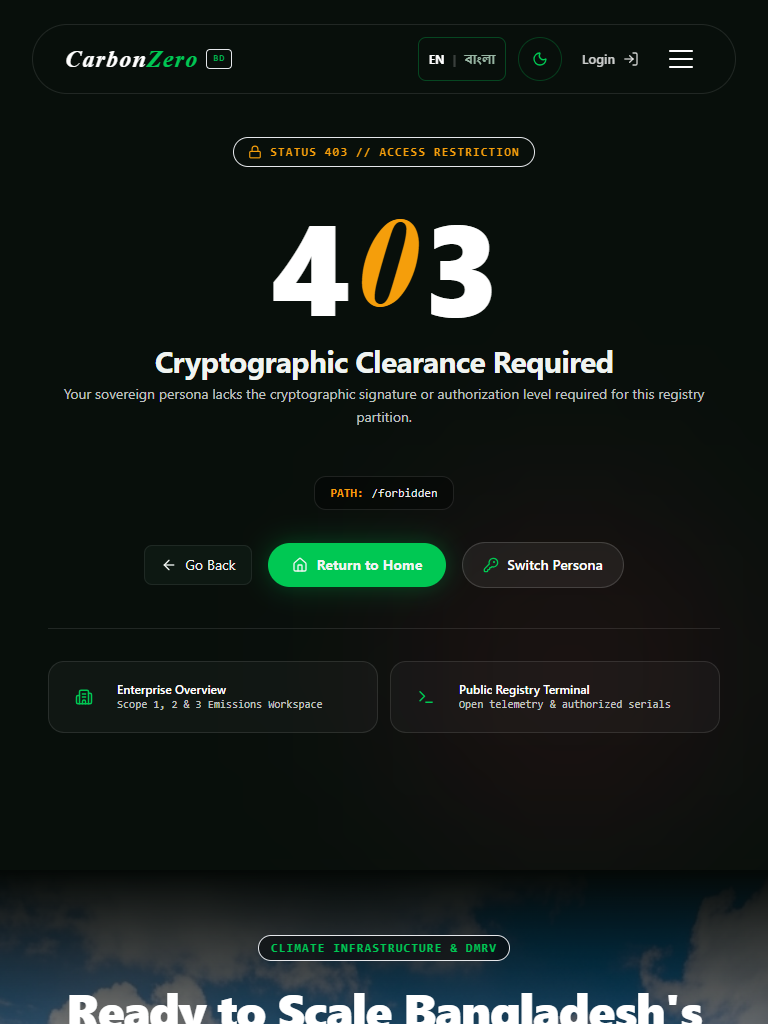 CarbonZero BD
EN | বাংলা
Login
STATUS 403 // ACCESS RESTRICTION
403
Cryptographic Clearance Required
Your sovereign persona lacks the cryptographic signature or authorization level required for this registry
partition.
PATH: /forbidden
Go Back
Return to Home
Switch Persona
Enterprise Overview
Scope 1, 2 & 3 Emissions Workspace
Public Registry Terminal
Open telemetry & authorized serials
CLIMATE INFRASTRUCTURE & DMRV
Ready to Scale Bangladesh's